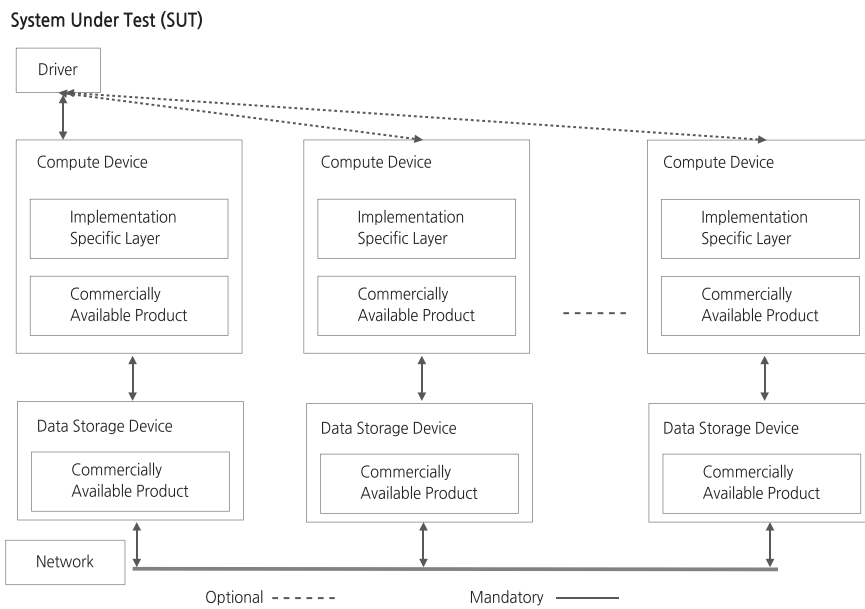 System Under Test (SUT)
Driver
Compute Device
Implementation
Specific Layer
Commercially
Available Product
Compute Device
Implementation
Specific Layer
Commercially
Available Product
Compute Device
Implementation
Specific Layer
Commercially
Available Product
Data Storage Device
Commercially
Available Product
Data Storage Device
Commercially
Available Product
Data Storage Device
Commercially
Available Product
Network
Optional
Mandatory